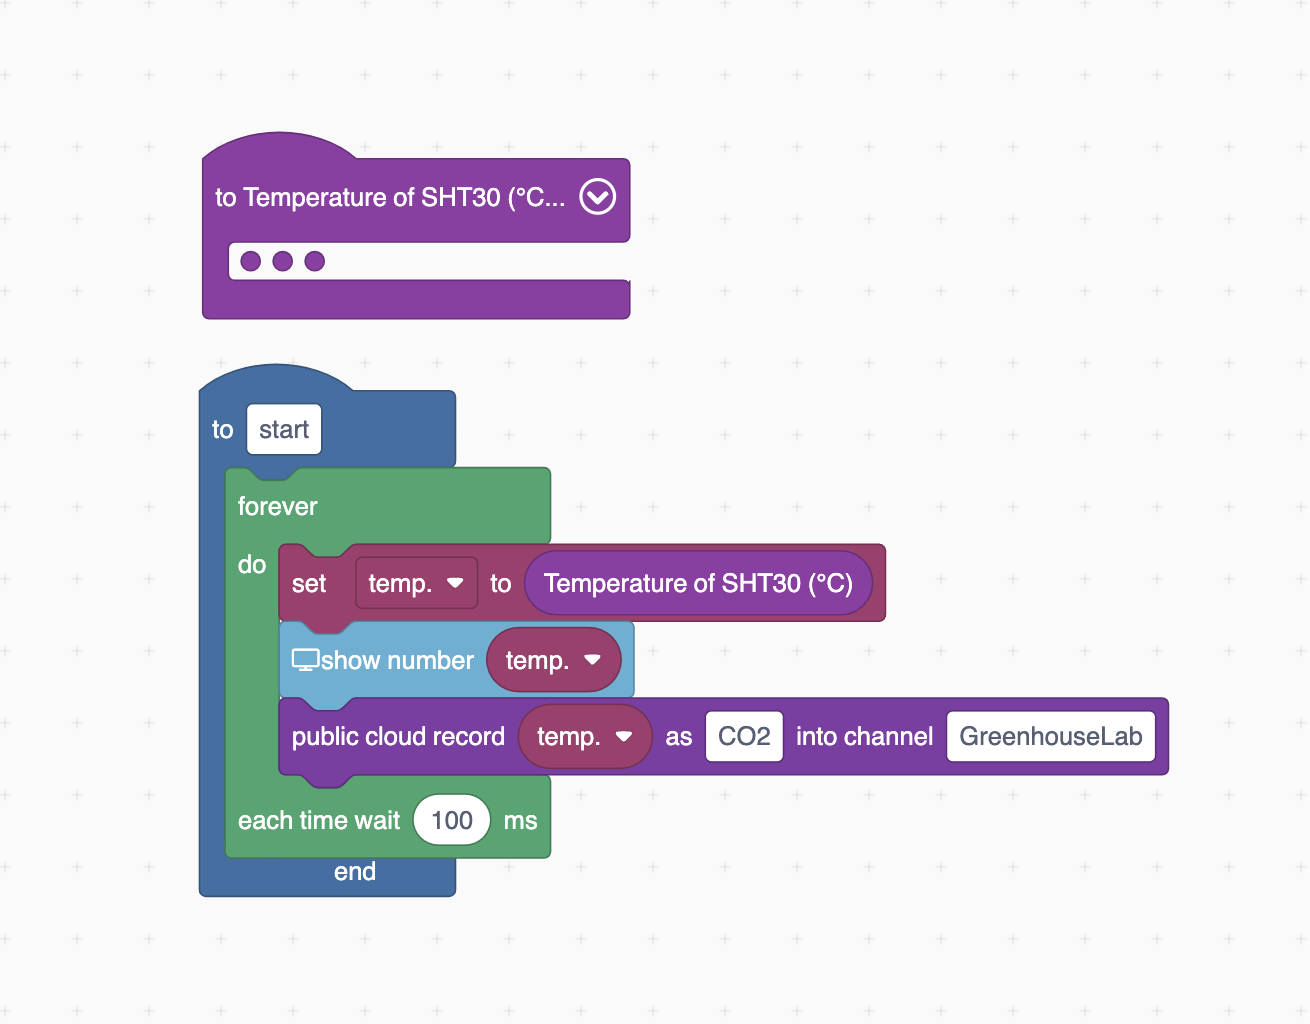 to Temperature of SHT30 (°C...
to start
forever
do
set temp. to Temperature of SHT30 (°C)
show number temp.
public cloud record temp. as CO2 into channel GreenhouseLab
each time wait 100 ms
end